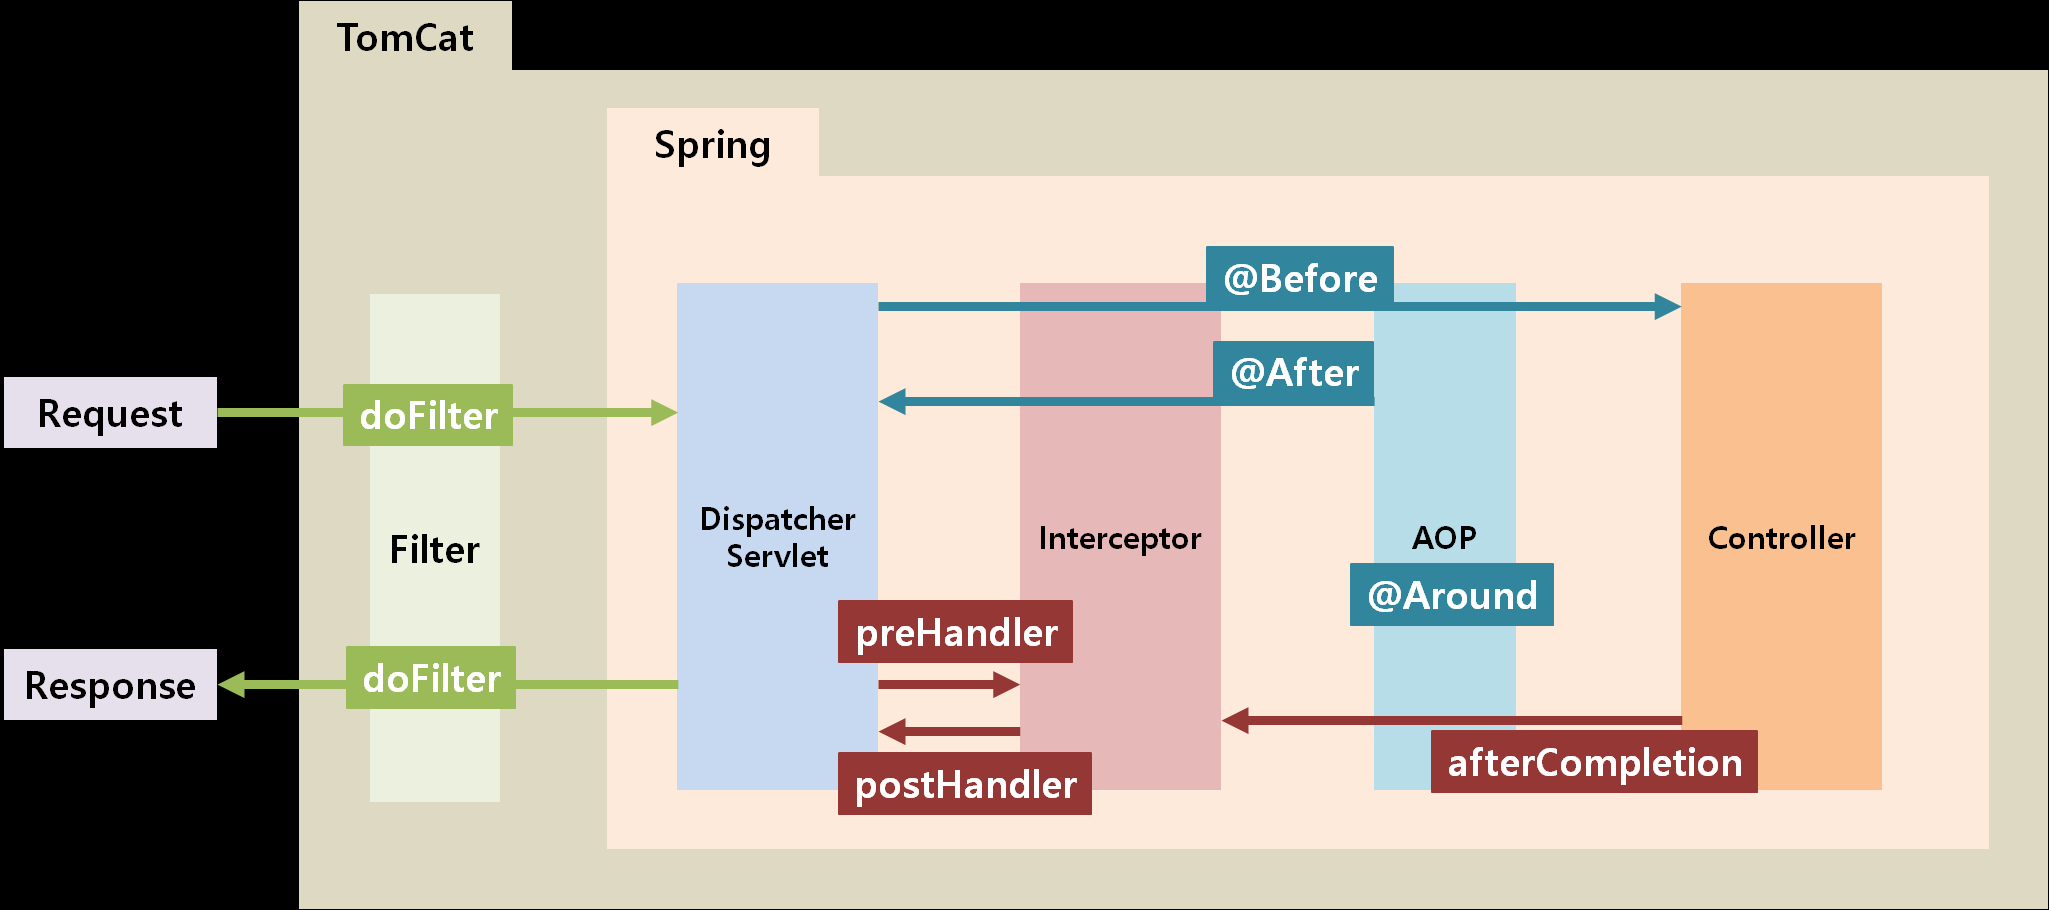 TomCat
Spring
@Before
@After
Request
doFilter
Dispatcher
Servlet
Interceptor
AOP
Controller
Filter
@Around
preHandler
Response
doFilter
postHandler
afterCompletion